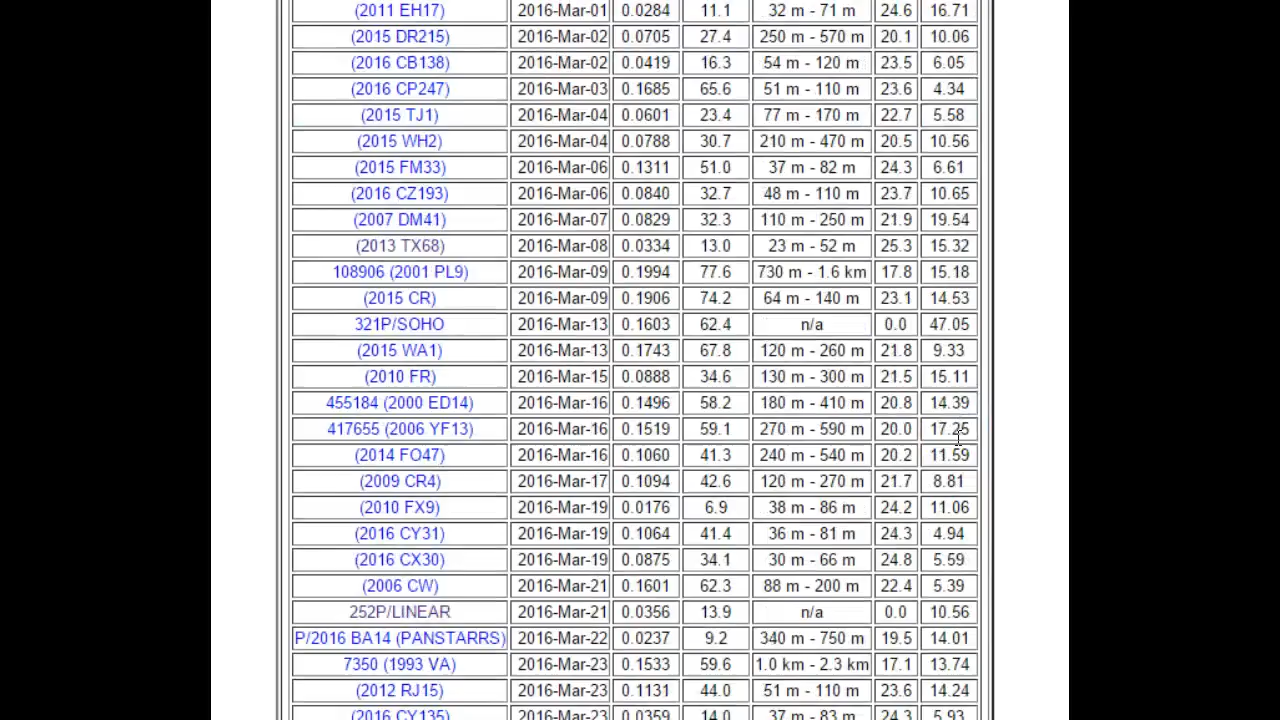 (2011 EH17) 2016-Mar-01 0.0284 11.1 32 m - 71 m 24.6 16.71
(2015 DR215) 2016-Mar-02 0.0705 27.4 250 m - 570 m 20.1 10.06
(2016 CB138) 2016-Mar-02 0.0419 16.3 54 m - 120 m 23.5 6.05
(2016 CP247) 2016-Mar-03 0.1685 65.6 51 m - 110 m 23.6 4.34
(2015 TJ1) 2016-Mar-04 0.0601 23.4 77 m - 170 m 22.7 5.58
(2015 WH2) 2016-Mar-04 0.0788 30.7 210 m - 470 m 20.5 10.56
(2015 FM33) 2016-Mar-06 0.1311 51.0 37 m - 82 m 24.3 6.61
(2016 CZ193) 2016-Mar-06 0.0840 32.7 48 m - 110 m 23.7 10.65
(2007 DM41) 2016-Mar-07 0.0829 32.3 110 m - 250 m 21.9 19.54
(2013 TX68) 2016-Mar-08 0.0334 13.0 23 m - 52 m 25.3 15.32
108906 (2001 PL9) 2016-Mar-09 0.1994 77.6 730 m - 1.6 km 17.8 15.18
(2015 CR) 2016-Mar-09 0.1906 74.2 64 m - 140 m 23.1 14.53
321P/SOHO 2016-Mar-13 0.1603 62.4 n/a 0.0 47.05
(2015 WA1) 2016-Mar-13 0.1743 67.8 120 m - 260 m 21.8 9.33
(2010 FR) 2016-Mar-15 0.0888 34.6 130 m - 300 m 21.5 15.11
455184 (2000 ED14) 2016-Mar-16 0.1496 58.2 180 m - 410 m 20.8 14.39
417655 (2006 YF13) 2016-Mar-16 0.1519 59.1 270 m - 590 m 20.0 17.25
(2014 FO47) 2016-Mar-16 0.1060 41.3 240 m - 540 m 20.2 11.59
(2009 CR4) 2016-Mar-17 0.1094 42.6 120 m - 270 m 21.7 8.81
(2010 FX9) 2016-Mar-19 0.0176 6.9 38 m - 86 m 24.2 11.06
(2016 CY31) 2016-Mar-19 0.1064 41.4 36 m - 81 m 24.3 4.94
(2016 CX30) 2016-Mar-19 0.0875 34.1 30 m - 66 m 24.8 5.59
(2006 CW) 2016-Mar-21 0.1601 62.3 88 m - 200 m 22.4 5.39
252P/LINEAR 2016-Mar-21 0.0356 13.9 n/a 0.0 10.56
P/2016 BA14 (PANSTARRS) 2016-Mar-22 0.0237 9.2 340 m - 750 m 19.5 14.01
7350 (1993 VA) 2016-Mar-23 0.1533 59.6 1.0 km - 2.3 km 17.1 13.74
(2012 RJ15) 2016-Mar-23 0.1131 44.0 51 m - 110 m 23.6 14.24
(2016 CY135) 2016-Mar-23 0.0359 14.0 37 m - 83 m 24.3 5.93